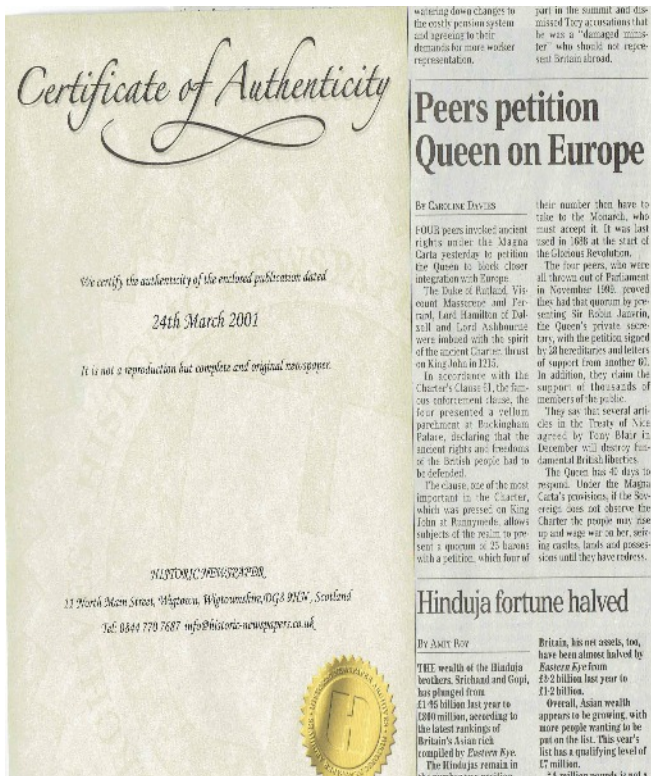 Certificate of Authenticity
We certify the authenticity of the enclosed publication dated
24th March 2001
It is not a reproduction but complete and original newspaper.
HISTORIC NEWSPAPER
11 North Main Street, Wigtown, Wigtownshire, DG8 9HN, Scotland
Tel: 0844 770 7687 info@historic-newspapers.co.uk
watering down changes to
the costly pension system
and agreeing to their
demands for more worker
representation.
part in the summit and dis-
missed Tory accusations that
he was a "damaged minis-
ter" who should not repre-
sent Britain abroad.
Peers petition
Queen on Europe
BY CAROLINE DAVIES
FOUR peers invoked ancient
rights under the Magna
Carta yesterday to petition
the Queen to block closer
integration with Europe.
The Duke of Rutland, Vis-
count Massereene and Fer-
rard, Lord Hamilton of Dal-
zell and Lord Ashbourne
were imbued with the spirit
of the ancient Charter, thrust
on King John in 1215.
In accordance with the
Charter's Clause 61, the fam-
ous enforcement clause, the
four presented a vellum
parchment at Buckingham
Palace, declaring that the
ancient rights and freedoms
of the British people had to
be defended.
The clause, one of the most
important in the Charter,
which was pressed on King
John at Runnymede, allows
subjects of the realm to pre-
sent a quorum of 25 barons
with a petition, which four of
their number then have to
take to the Monarch, who
must accept it. It was last
used in 1688 at the start of
the Glorious Revolution.
The four peers, who were
all thrown out of Parliament
in November 1999, proved
they had that quorum by pre-
senting Sir Robin Janvrin,
the Queen's private secre-
tary, with the petition signed
by 28 hereditaries and letters
of support from another 60.
In addition, they claim the
support of thousands of
members of the public.
They say that several arti-
cles in the Treaty of Nice
agreed by Tony Blair in
December will destroy fun-
damental British liberties.
The Queen has 40 days to
respond. Under the Magna
Carta's provisions, if the Sov-
ereign does not observe the
Charter the people may rise
up and wage war on her, seiz-
ing castles, lands and posses-
sions until they have redress.
Hinduja fortune halved
BY AMIT ROY
THE wealth of the Hinduja
brothers, Srichand and Gopi,
has plunged from
£1·95 billion last year to
£800 million, according to
the latest rankings of
Britain's Asian rich
compiled by Eastern Eye.
The Hindujas remain in
Britain, his net assets, too,
have been almost halved by
Eastern Eye from
£2·2 billion last year to
£1·2 billion.
Overall, Asian wealth
appears to be growing, with
more people wanting to be
put on the list. This year's
list has a qualifying level of
£7 million.